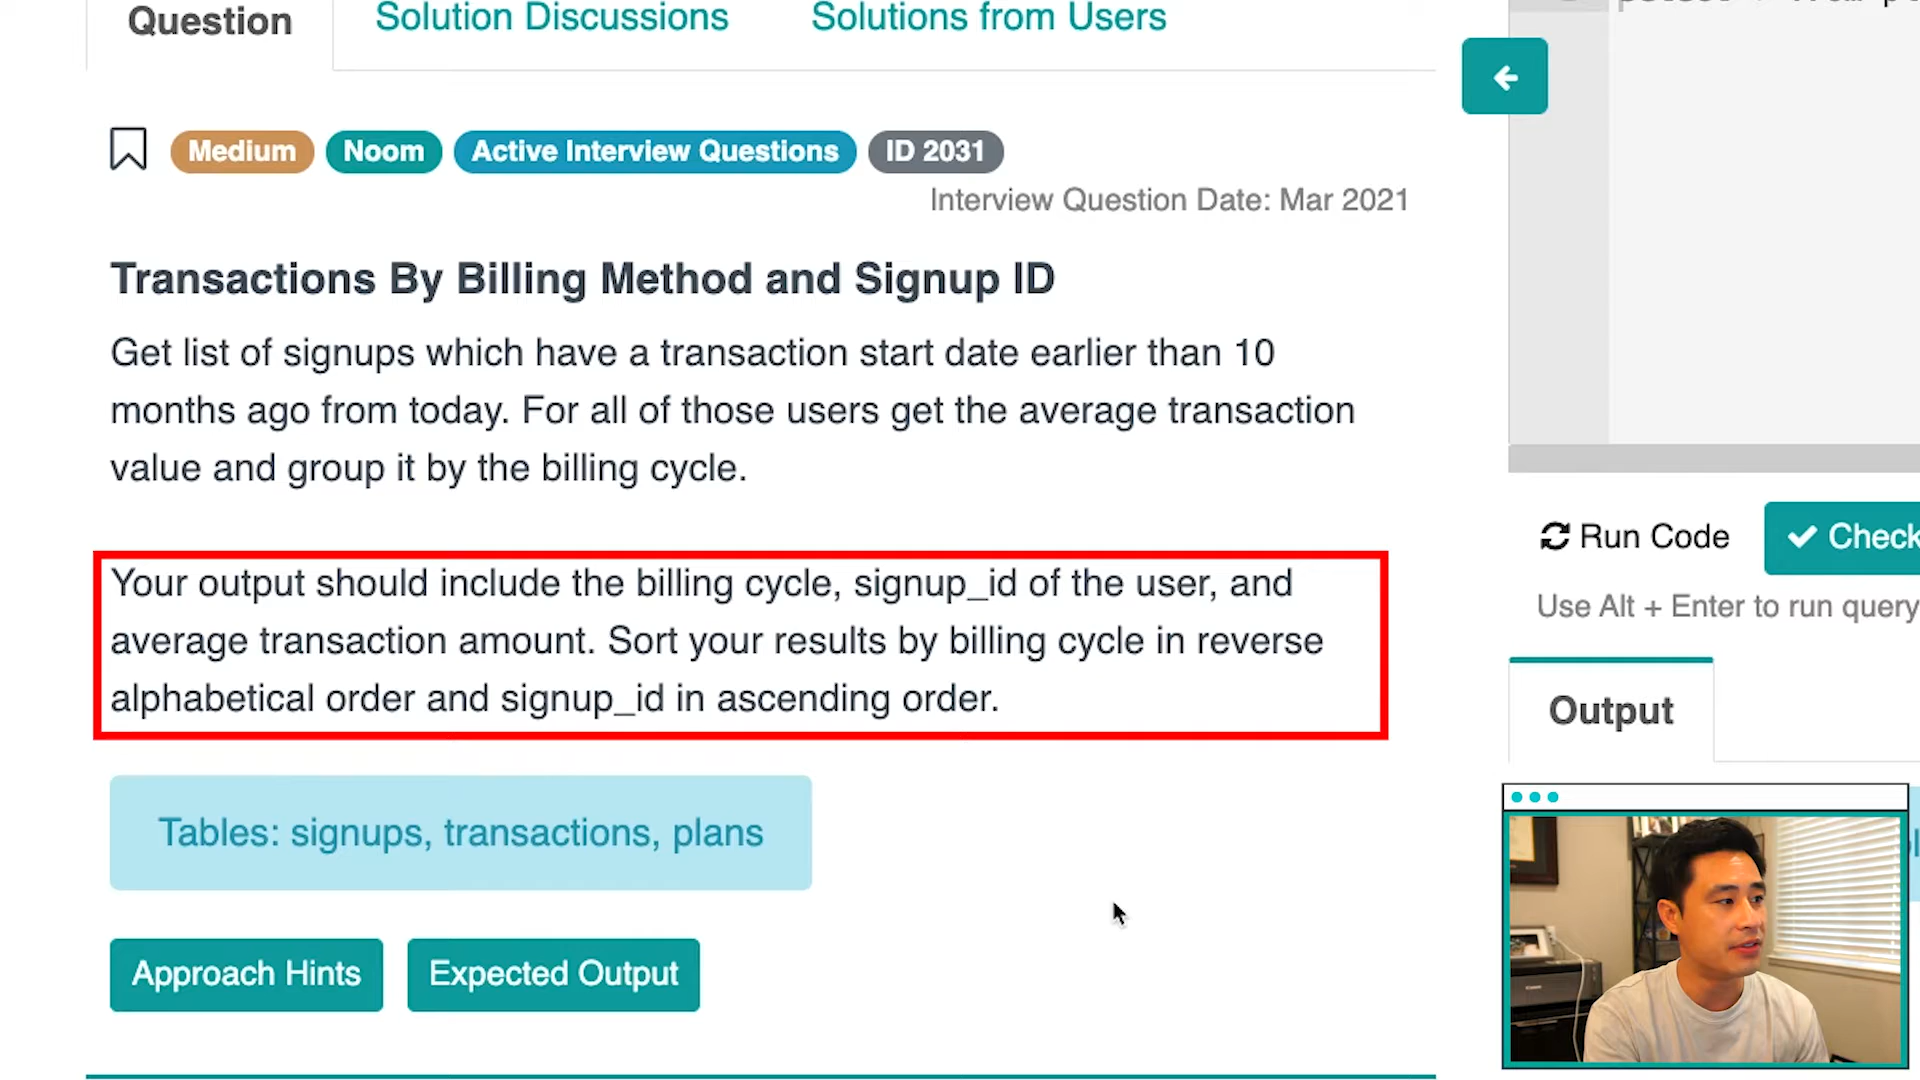 Question
Solution Discussions
Solutions from Users
Medium
Noom
Active Interview Questions
ID 2031
Interview Question Date: Mar 2021
Transactions By Billing Method and Signup ID
Get list of signups which have a transaction start date earlier than 10
months ago from today. For all of those users get the average transaction
value and group it by the billing cycle.
Your output should include the billing cycle, signup_id of the user, and
average transaction amount. Sort your results by billing cycle in reverse
alphabetical order and signup_id in ascending order.
Tables: signups, transactions, plans
Approach Hints
Expected Output
Run Code
Check
Use Alt + Enter to run query
Output